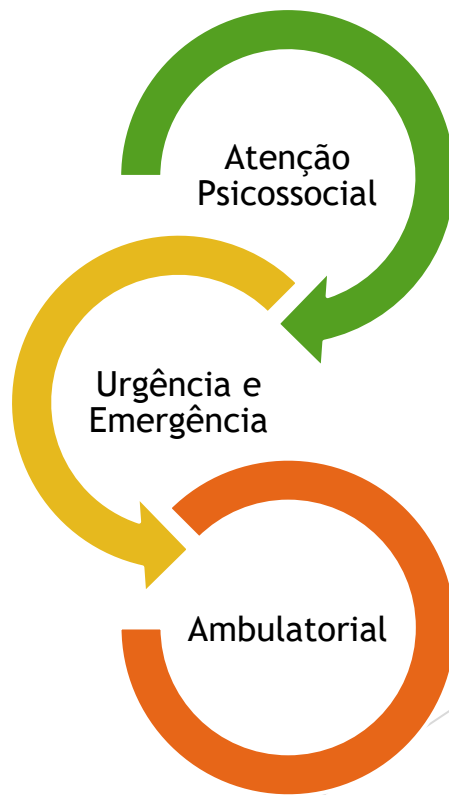 Atenção
Psicossocial
Urgência e
Emergência
Ambulatorial